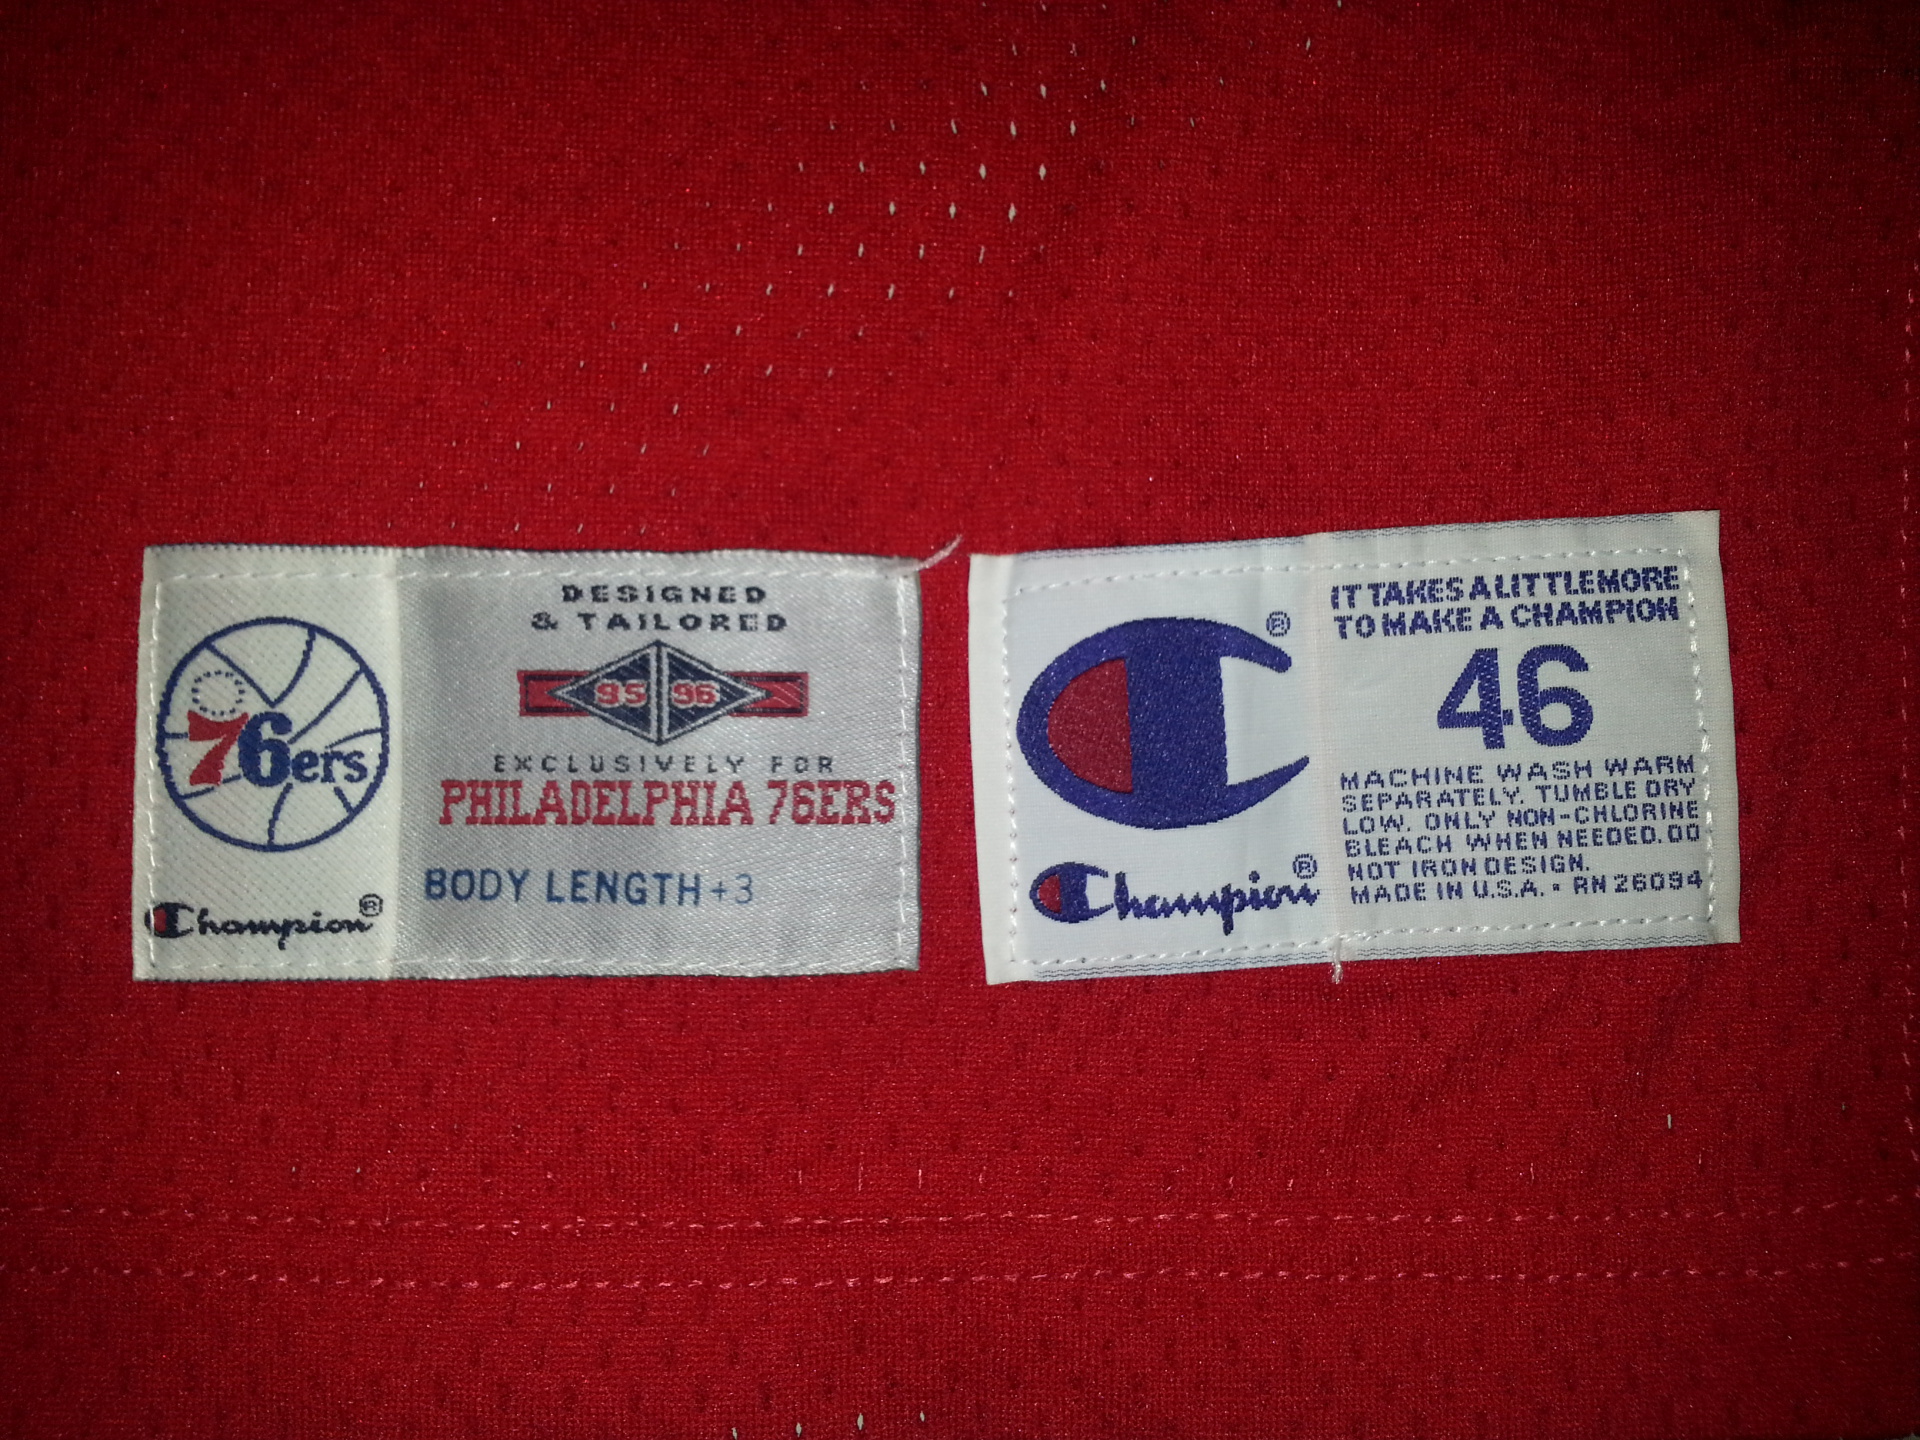 76ers
Champion®
DESIGNED
& TAILORED
95 96
EXCLUSIVELY FOR
PHILADELPHIA 76ERS
BODY LENGTH +3
®
Champion®
IT TAKES A LITTLE MORE
TO MAKE A CHAMPION
46
MACHINE WASH WARM
SEPARATELY. TUMBLE DRY
LOW. ONLY NON-CHLORINE
BLEACH WHEN NEEDED. DO
NOT IRON DESIGN.
MADE IN U.S.A. • RN 26094